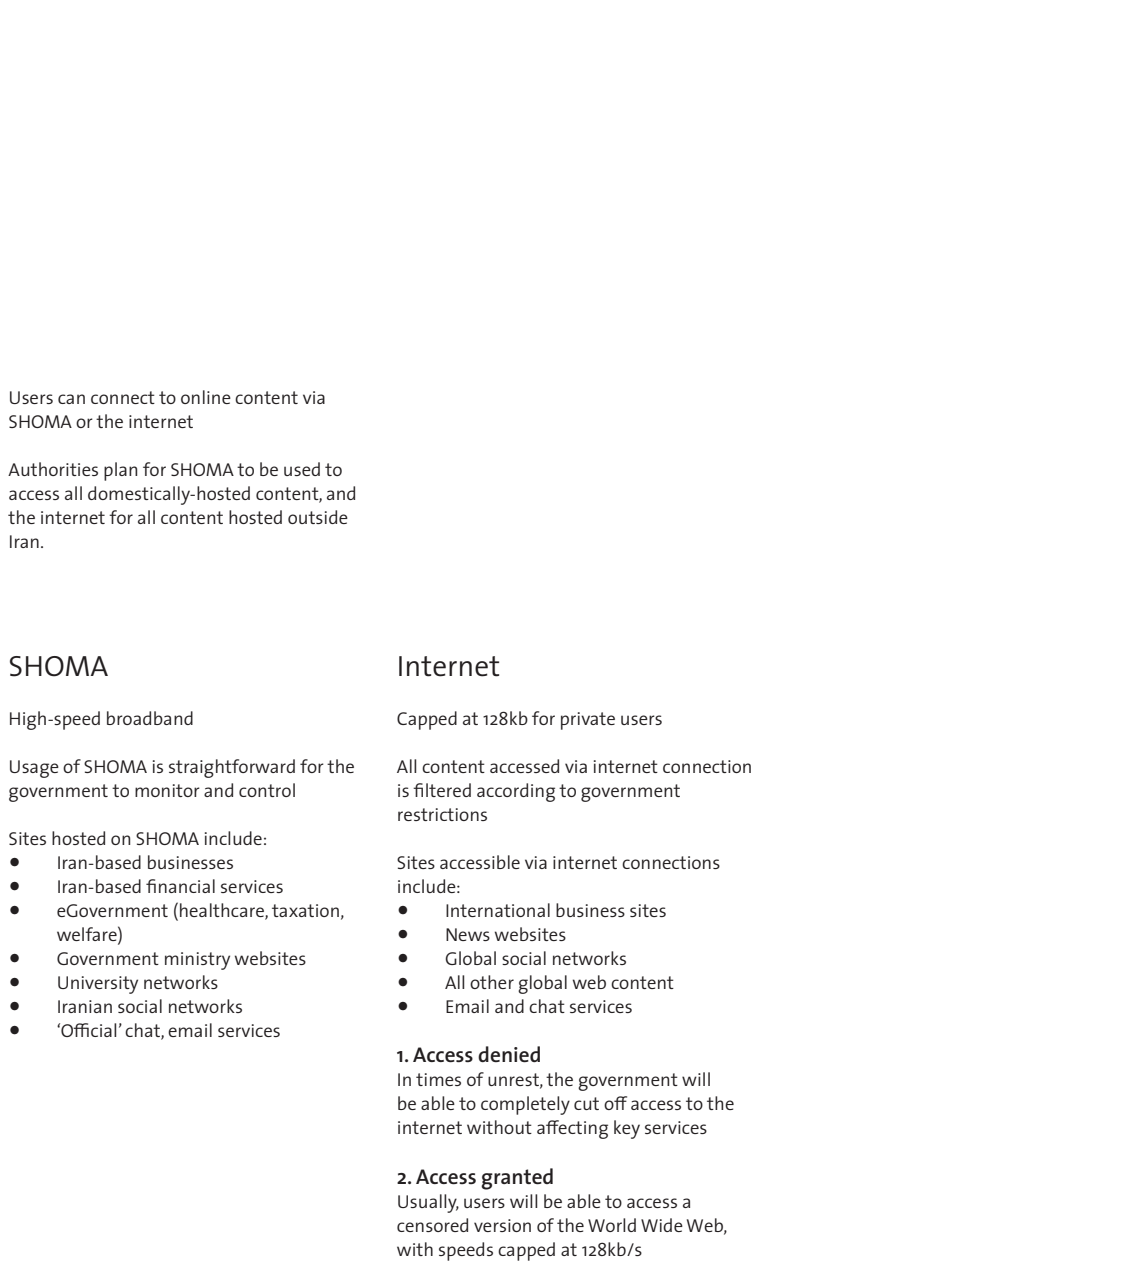 Users can connect to online content via
SHOMA or the internet
Authorities plan for SHOMA to be used to
access all domestically-hosted content, and
the internet for all content hosted outside
Iran.
SHOMA
High-speed broadband
Usage of SHOMA is straightforward for the
government to monitor and control
Sites hosted on SHOMA include:
● Iran-based businesses
● Iran-based financial services
● eGovernment (healthcare, taxation,
welfare)
● Government ministry websites
● University networks
● Iranian social networks
● ‘Official’ chat, email services
Internet
Capped at 128kb for private users
All content accessed via internet connection
is filtered according to government
restrictions
Sites accessible via internet connections
include:
● International business sites
● News websites
● Global social networks
● All other global web content
● Email and chat services
1. Access denied
In times of unrest, the government will
be able to completely cut off access to the
internet without affecting key services
2. Access granted
Usually, users will be able to access a
censored version of the World Wide Web,
with speeds capped at 128kb/s